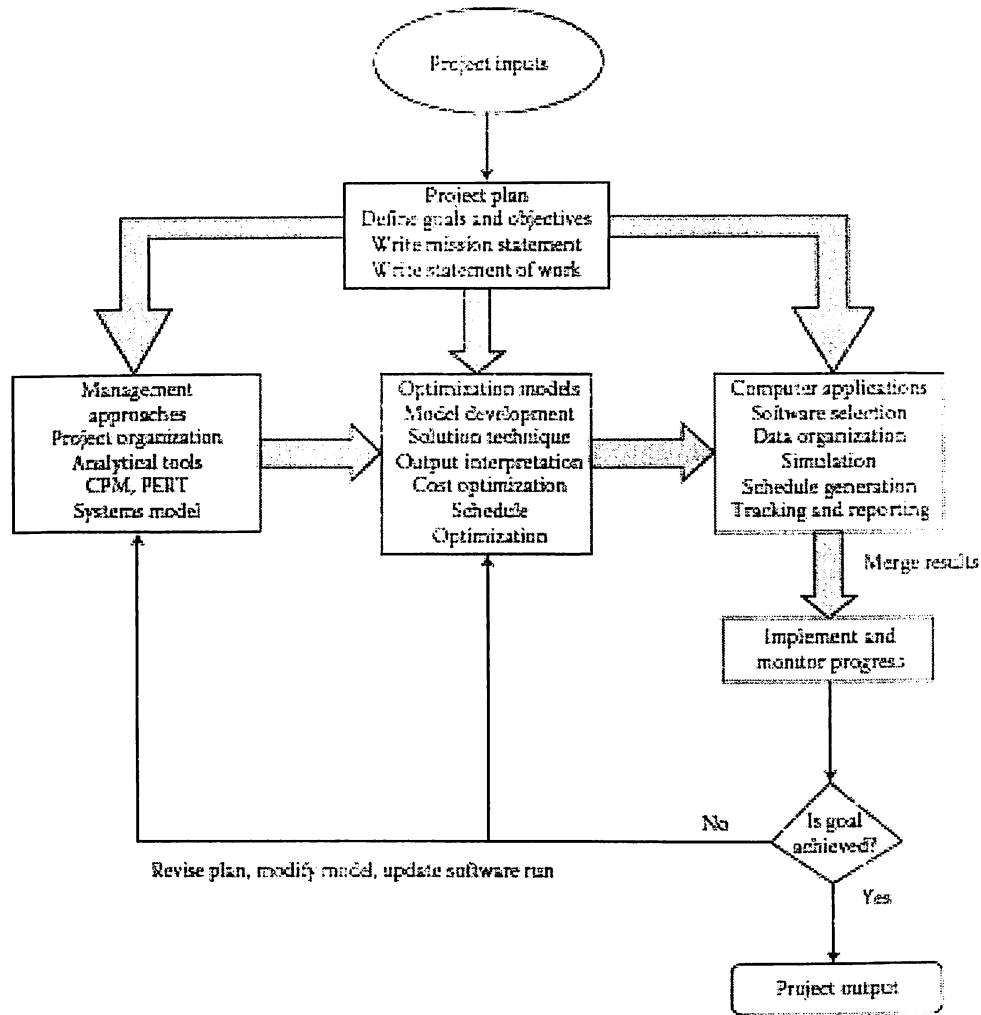 Project inputs
Project plan
Define goals and objectives
Write mission statement
Write statement of work
Management
approaches
Project organization
Analytical tools
CPM, PERT
Systems model
Optimization models
Model development
Solution technique
Output interpretation
Cost optimization
Schedule
Optimization
Computer applications
Software selection
Data organization
Simulation
Schedule generation
Tracking and reporting
Merge results
Implement and
monitor progress
Is goal
achieved?
No
Revise plan, modify model, update software run
Yes
Project output